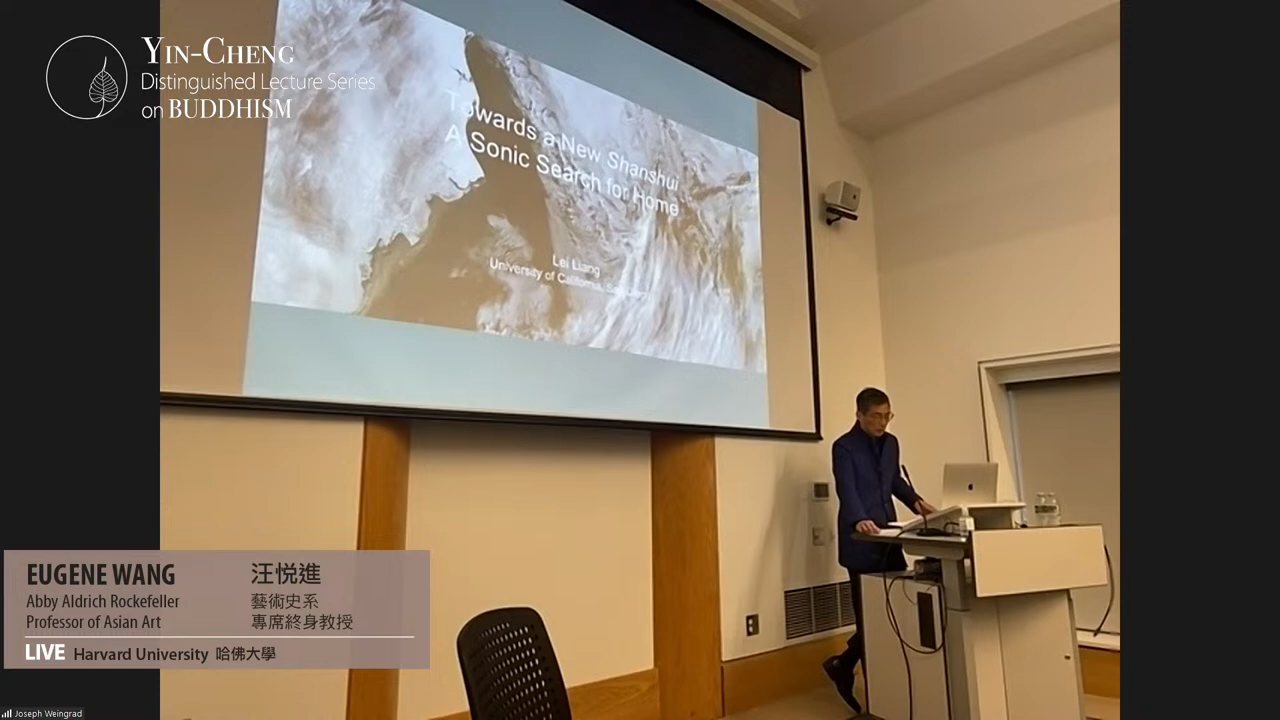 YIN-CHENG
Distinguished Lecture Series
on BUDDHISM
Towards a New Shanshui
A Sonic Search for Home
Lei Liang
University of California,
EUGENE WANG
汪悦進
Abby Aldrich Rockefeller
Professor of Asian Art
藝術史系
專席終身教授
LIVE Harvard University 哈佛大學
Joseph Weingrad